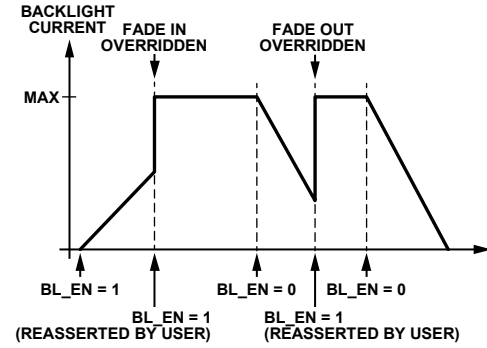 BACKLIGHT
CURRENT
FADE IN
OVERRIDDEN
FADE OUT
OVERRIDDEN
MAX
BL_EN = 1
BL_EN = 1
(REASSERTED BY USER)
BL_EN = 0
BL_EN = 1
(REASSERTED BY USER)
BL_EN = 0